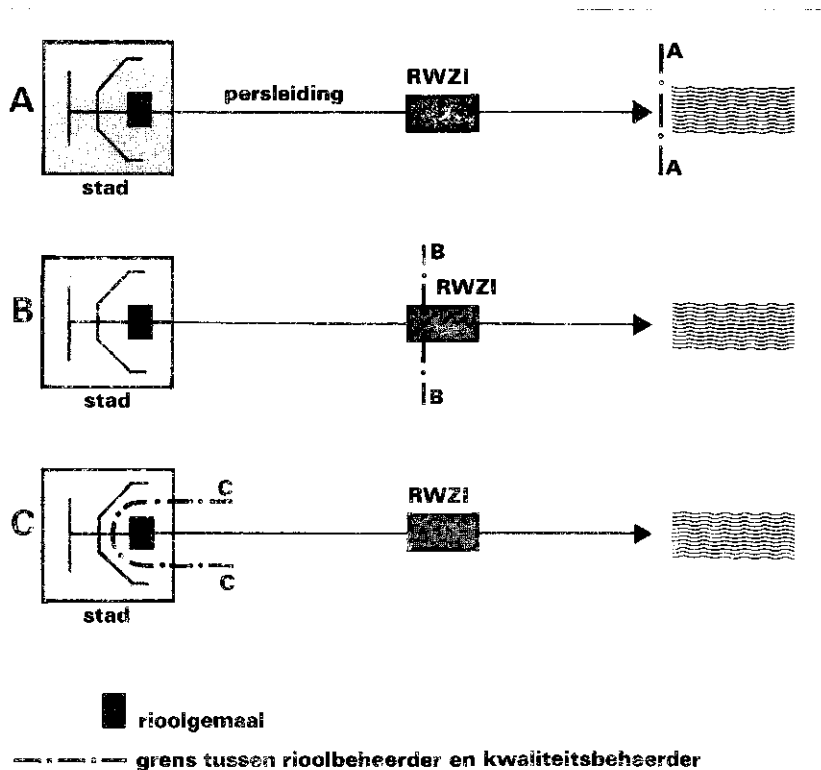 A
RWZI
A
persleiding
A
stad
B
B
RWZI
B
stad
C
C
RWZI
C
stad
rioolgemaal
grens tussen rioolbeheerder en kwaliteitsbeheerder